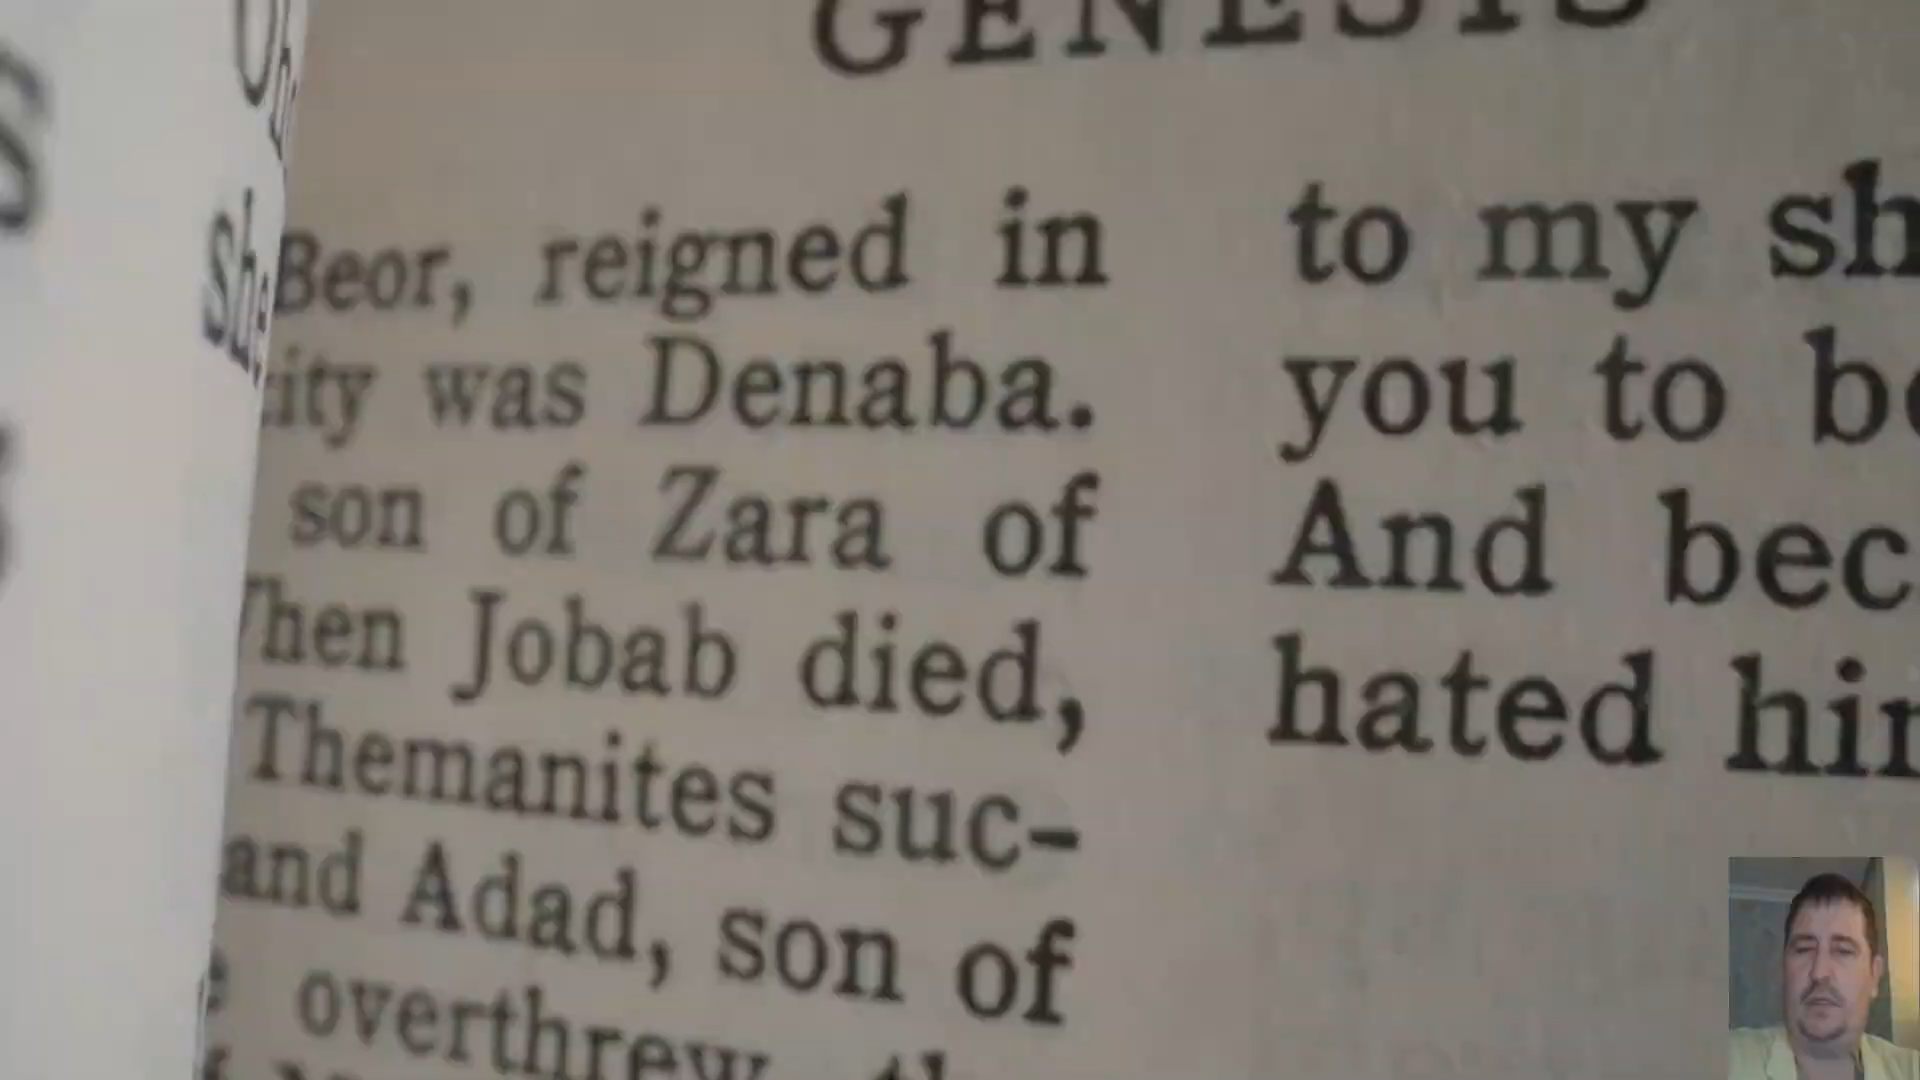 GENESIS
Beor, reigned in
ity was Denaba.
son of Zara of
hen Jobab died,
Themanites suc-
and Adad, son of
overthrew
to my sh
you to b
And bec
hated hi